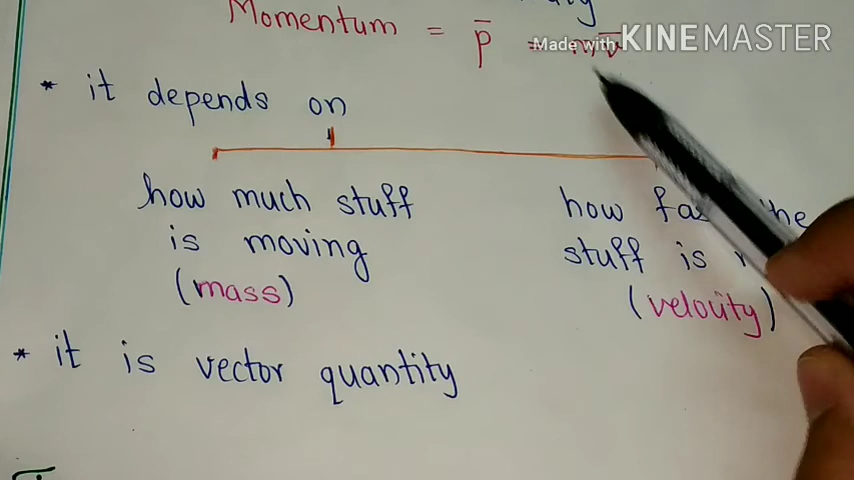 Momentum = p̄ = mv̄
Made with KINEMASTER
* it depends on
how much stuff
is moving
(mass)
how
stuff is
(velocity)
* it is vector quantity